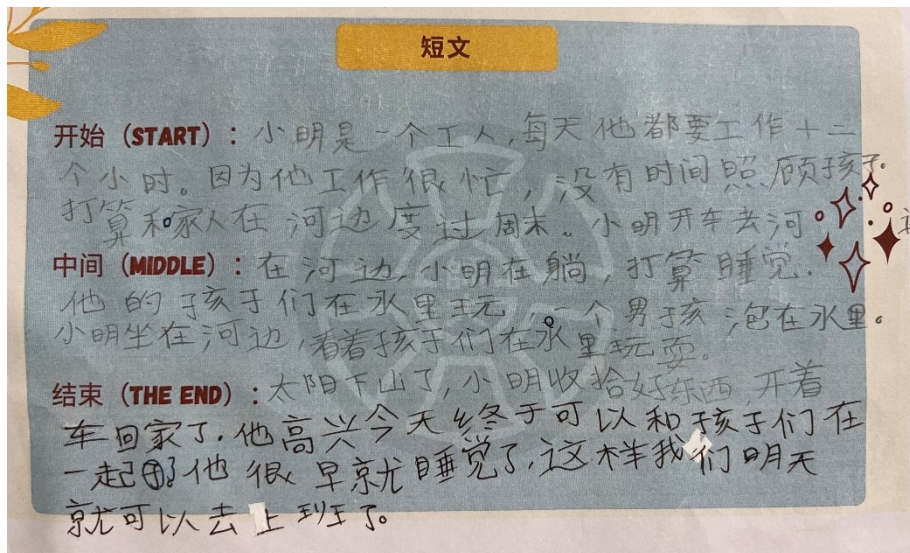 短文
开始（START）：小明是一个工人，每天他都要工作十二
个小时。因为他工作很忙，没有时间照顾孩子。
打算和家人在河边度过周末。小明开车去河
中间（MIDDLE）：在河边，小明在躺，打算睡觉.
他的孩子们在水里玩，。个男孩泡在水里。
小明坐在河边，看着孩子们在水里玩耍。
结束（THE END）：太阳下山了，小明收拾好东西，开着
车回家了.他高兴今天终于可以和孩子们在
一起了他很早就睡觉了,这样我们明天
就可以去上班了。